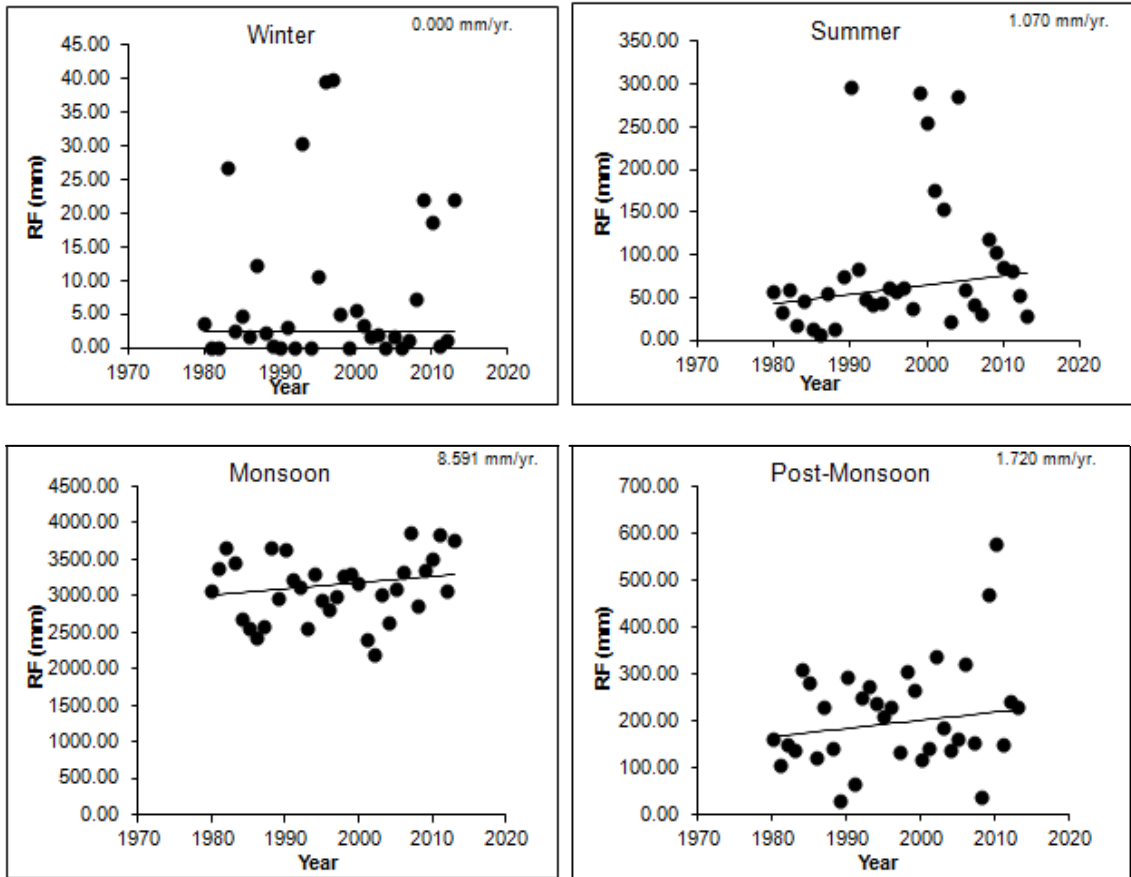 Winter
0.000 mm/yr.
45.00
40.00
35.00
30.00
25.00
20.00
15.00
10.00
5.00
0.00
RF (mm)
1970 1980 1990 2000 2010 2020
Year
Summer
1.070 mm/yr.
350.00
300.00
250.00
200.00
150.00
100.00
50.00
0.00
RF (mm)
1970 1980 1990 2000 2010 2020
Year
Monsoon
8.591 mm/yr.
4500.00
4000.00
3500.00
3000.00
2500.00
2000.00
1500.00
1000.00
500.00
0.00
RF (mm)
1970 1980 1990 2000 2010 2020
Year
Post-Monsoon
1.720 mm/yr.
700.00
600.00
500.00
400.00
300.00
200.00
100.00
0.00
RF (mm)
1970 1980 1990 2000 2010 2020
Year